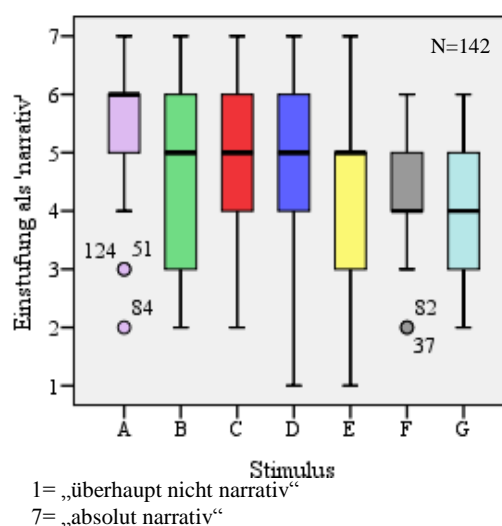 N=142
Einstufung als 'narrativ'
7
6
5
4
3
2
1
124 51
84
82
37
A B C D E F G
Stimulus
1= „überhaupt nicht narrativ“
7= „absolut narrativ“